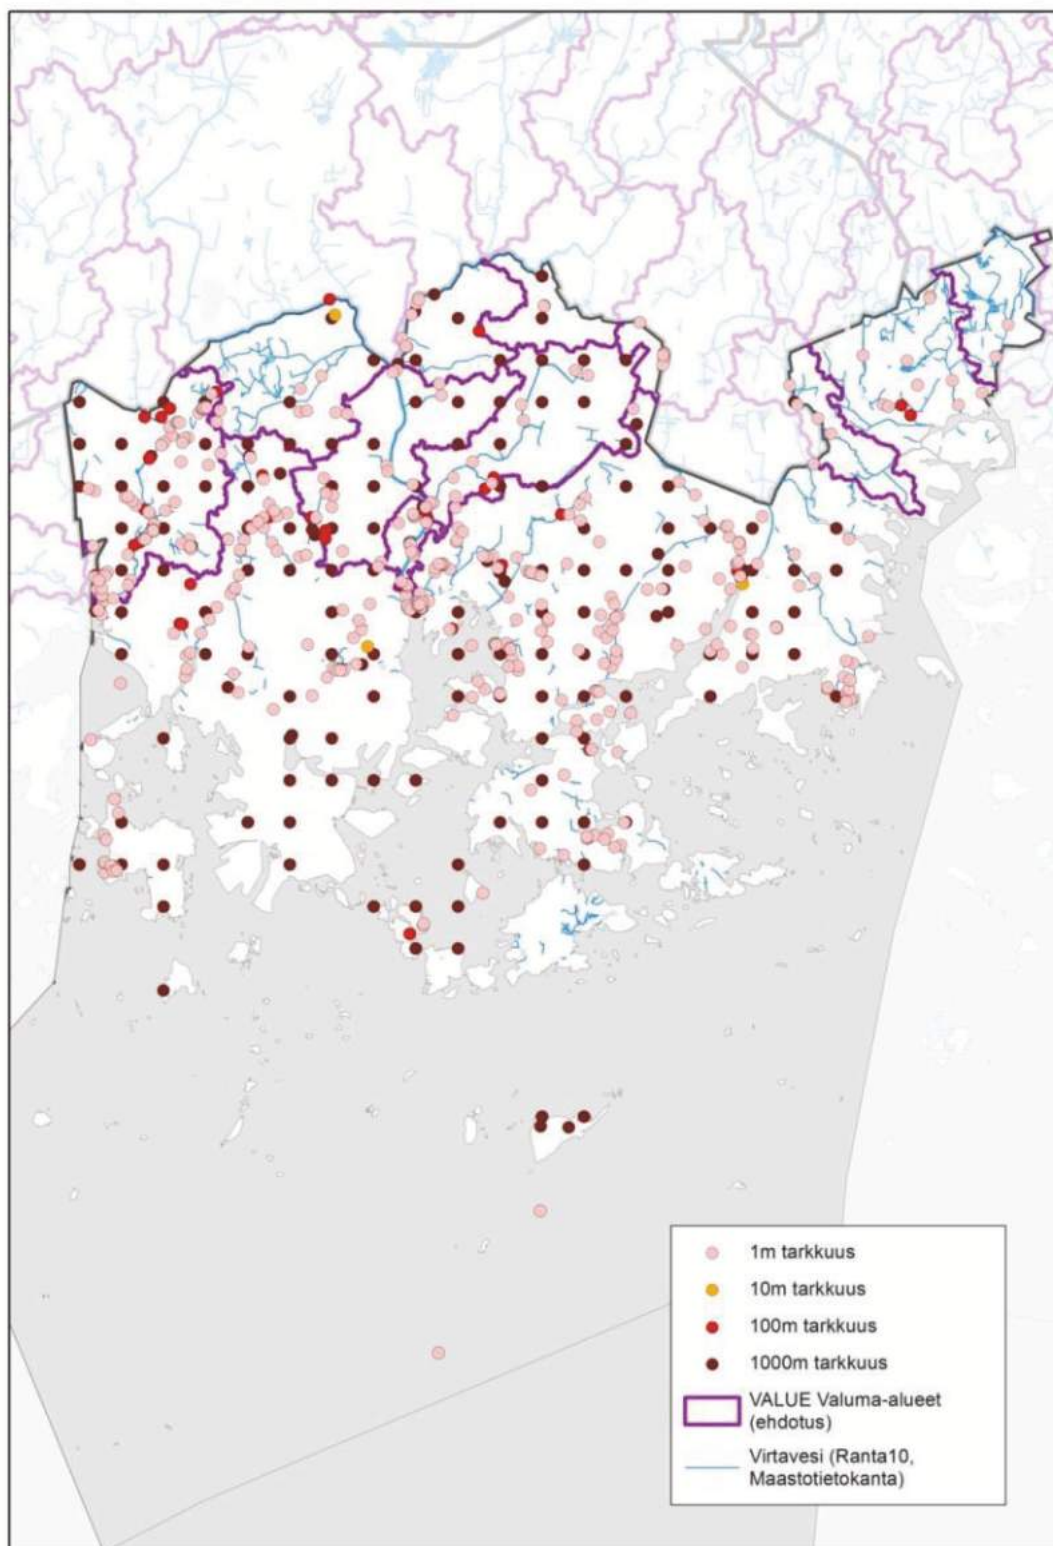 1m tarkkuus
10m tarkkuus
100m tarkkuus
1000m tarkkuus
VALUE Valuma-alueet
(ehdotus)
Virtavesi (Ranta10,
Maastotietokanta)